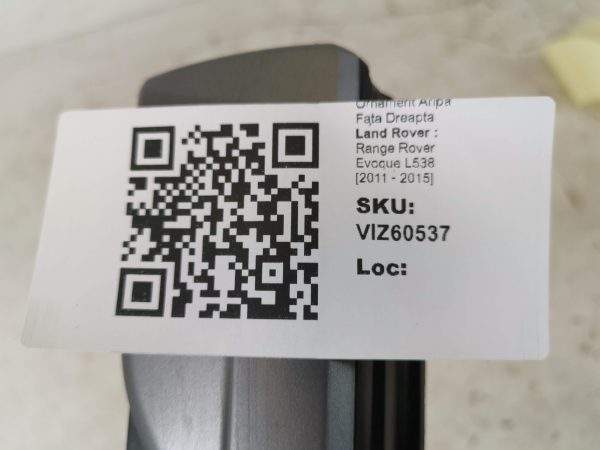 Ornament Aripa
Fața Dreapta
Land Rover :
Range Rover
Evoque L538
[2011 - 2015]
SKU:
VIZ60537
Loc: